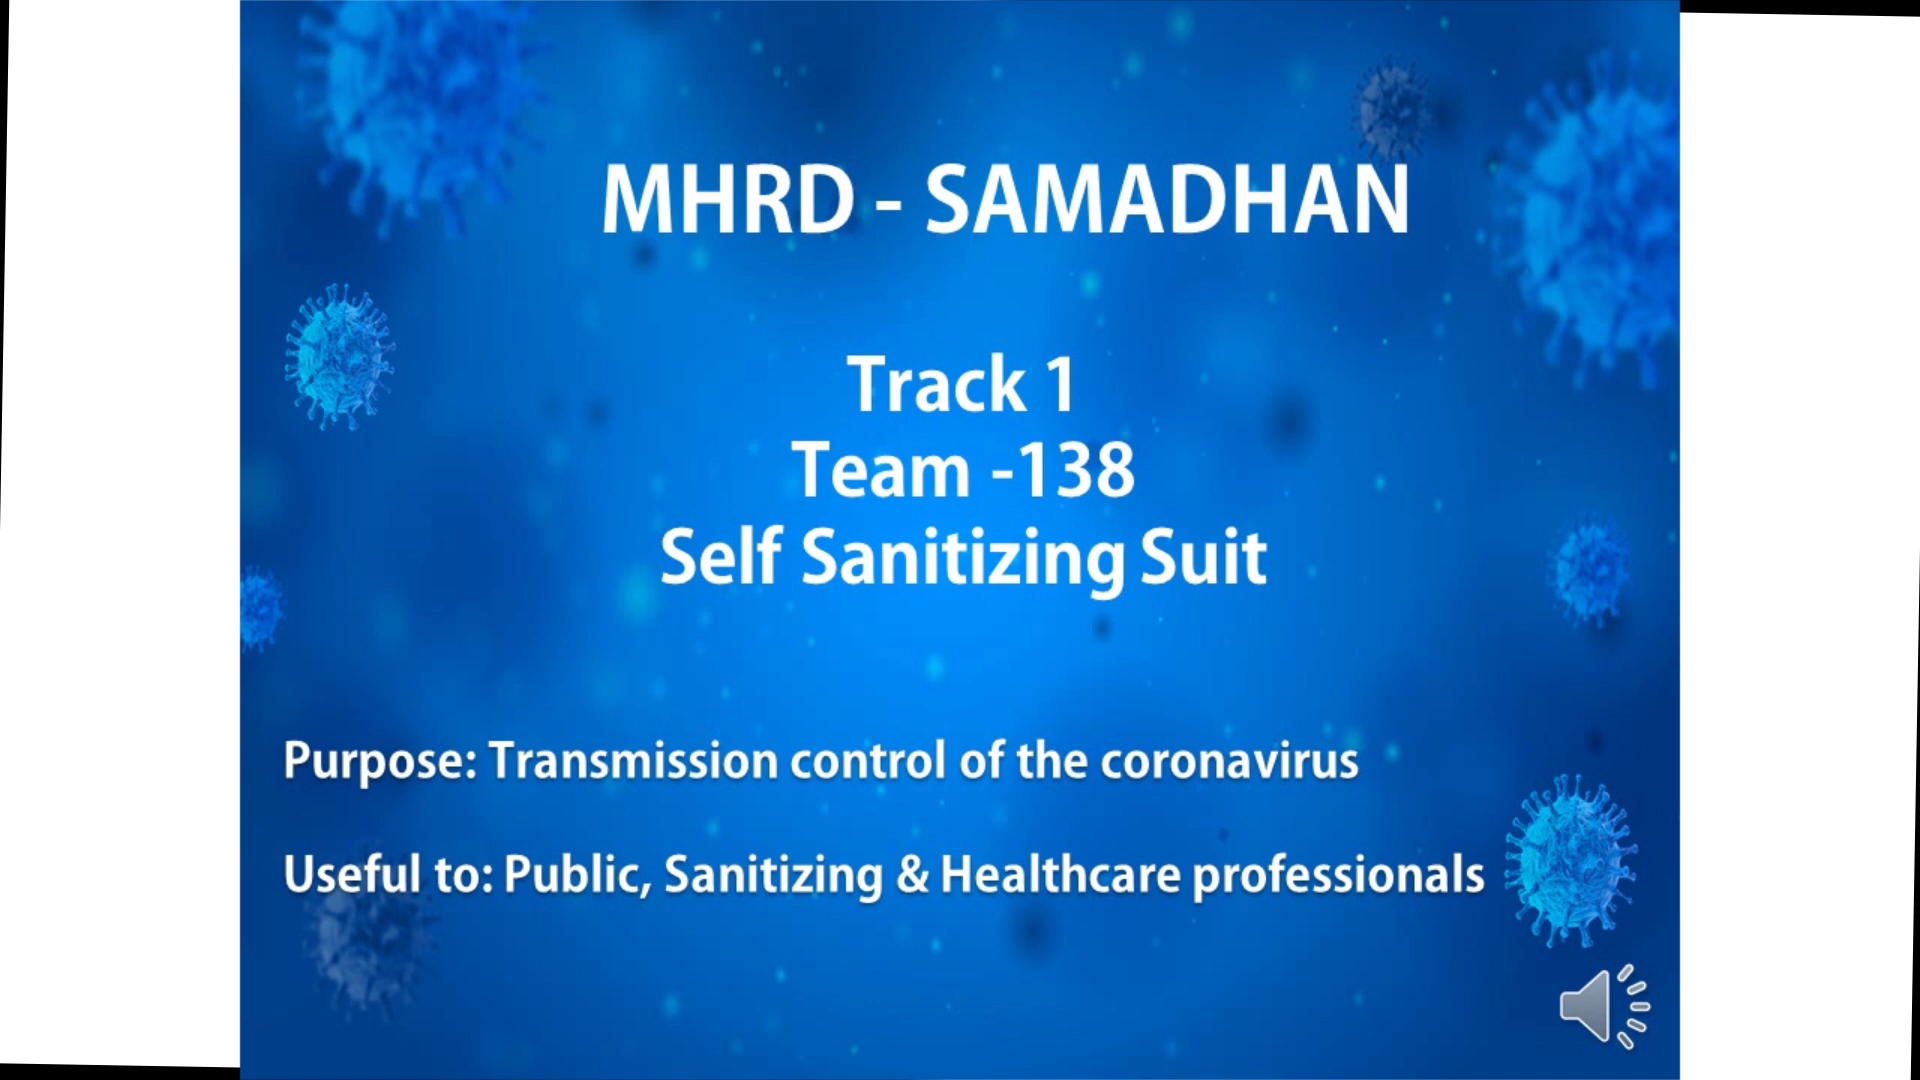 MHRD - SAMADHAN
Track 1
Team -138
Self Sanitizing Suit
Purpose: Transmission control of the coronavirus
Useful to: Public, Sanitizing & Healthcare professionals